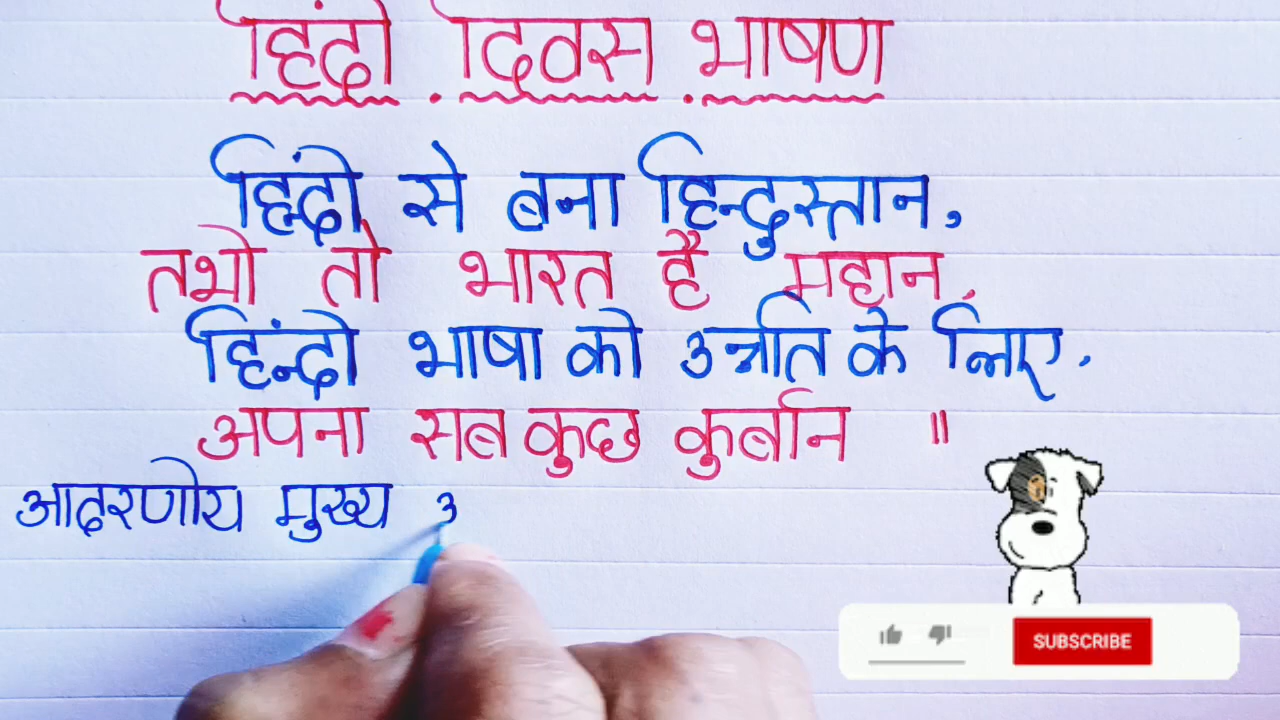 हिंदी दिवस भाषण
हिंदी से बना हिन्दुस्तान,
तभी तो भारत है महान,
हिंन्दी भाषा की उन्नति के लिए.
अपना सब कुछ कुर्बान ॥
आदरणीय मुख्य
SUBSCRIBE